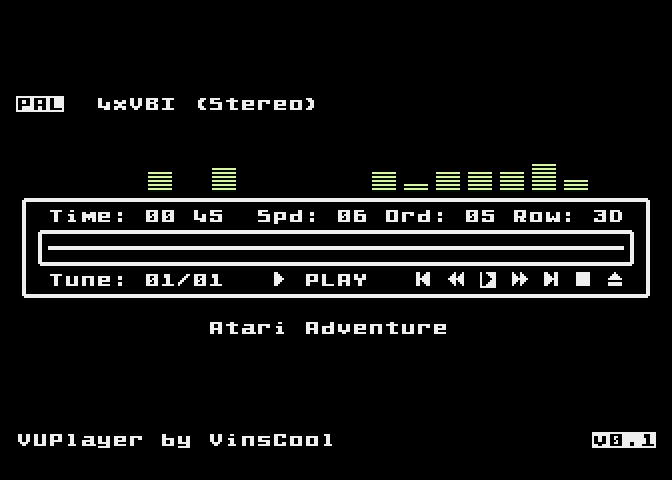 PAL 4xVBI (Stereo)
Time: 00 45 Spd: 06 Ord: 05 Row: 3D
Tune: 01/01 PLAY
Atari Adventure
VUPlayer by VinsCool v0.1